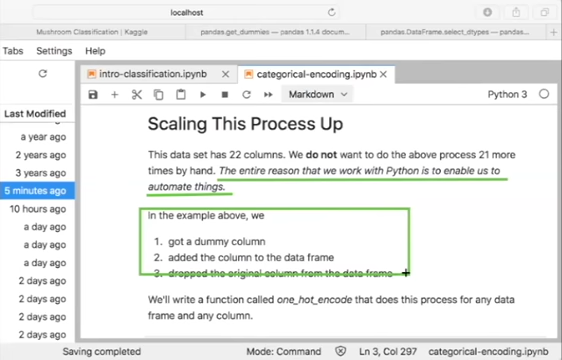 localhost
Mushroom Classification | Kaggle
pandas.get_dummies — pandas 1.1.4 docum...
pandas.DataFrame.select_dtypes — pandas...
Tabs Settings Help
intro-classification.ipynb
categorical-encoding.ipynb
Markdown
Python 3
Last Modified
a year ago
2 years ago
3 years ago
5 minutes ago
10 hours ago
a day ago
a day ago
a day ago
2 days ago
2 days ago
2 days ago
2 days ago
Scaling This Process Up
This data set has 22 columns. We do not want to do the above process 21 more
times by hand. The entire reason that we work with Python is to enable us to
automate things.
In the example above, we
1. got a dummy column
2. added the column to the data frame
3. dropped the original column from the data frame
We'll write a function called one_hot_encode that does this process for any data
frame and any column.
Saving completed
Mode: Command
Ln 3, Col 297
categorical-encoding.ipynb